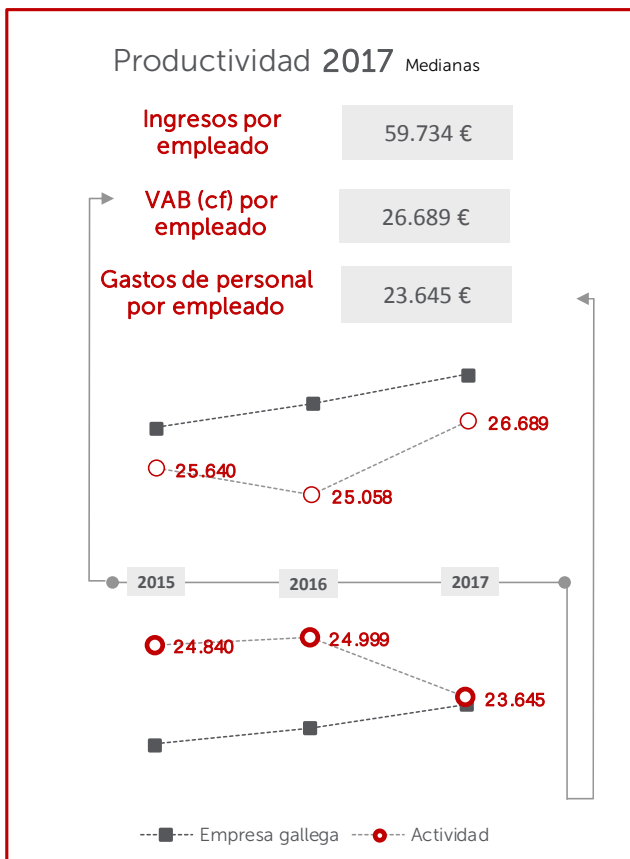 Productividad 2017 Medianas
Ingresos por
empleado
59.734 €
VAB (cf) por
empleado
26.689 €
Gastos de personal
por empleado
23.645 €
26.689
25.640
25.058
2015
2016
2017
24.840
24.999
23.645
Empresa gallega
Actividad